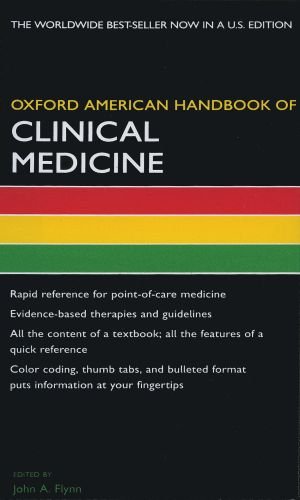 THE WORLDWIDE BEST-SELLER NOW IN A U.S. EDITION
OXFORD AMERICAN HANDBOOK OF
CLINICAL
MEDICINE
Rapid reference for point-of-care medicine
Evidence-based therapies and guidelines
All the content of a textbook; all the features of a
quick reference
Color coding, thumb tabs, and bulleted format
puts information at your fingertips
EDITED BY
John A. Flynn